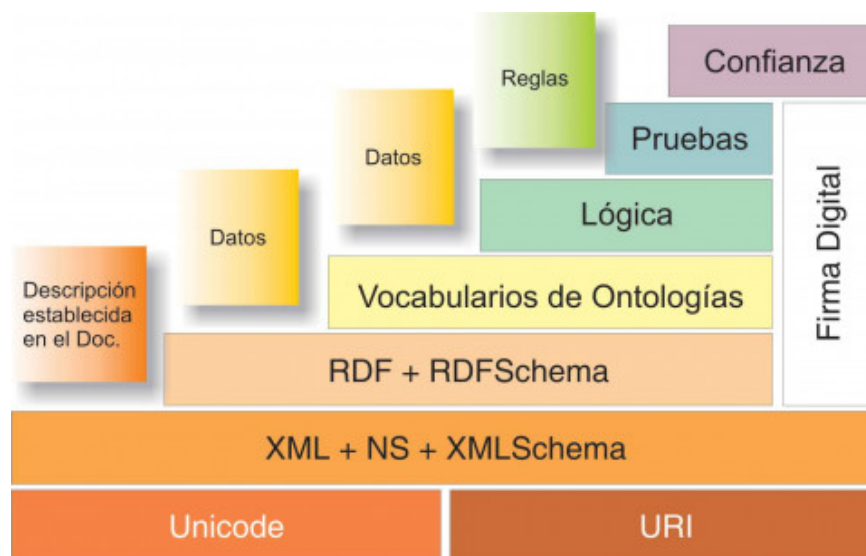 Reglas
Confianza
Datos
Pruebas
Datos
Lógica
Descripción
establecida
en el Doc.
Vocabularios de Ontologías
Firma Digital
RDF + RDFSchema
XML + NS + XMLSchema
Unicode
URI